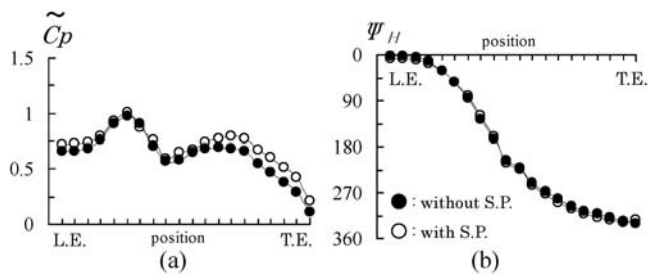 C̃p
1.5
1
0.5
0
L.E.
position
T.E.
(a)
Ψ_H
position
0
90
180
270
360
L.E.
T.E.
●: without S.P.
○: with S.P.
(b)